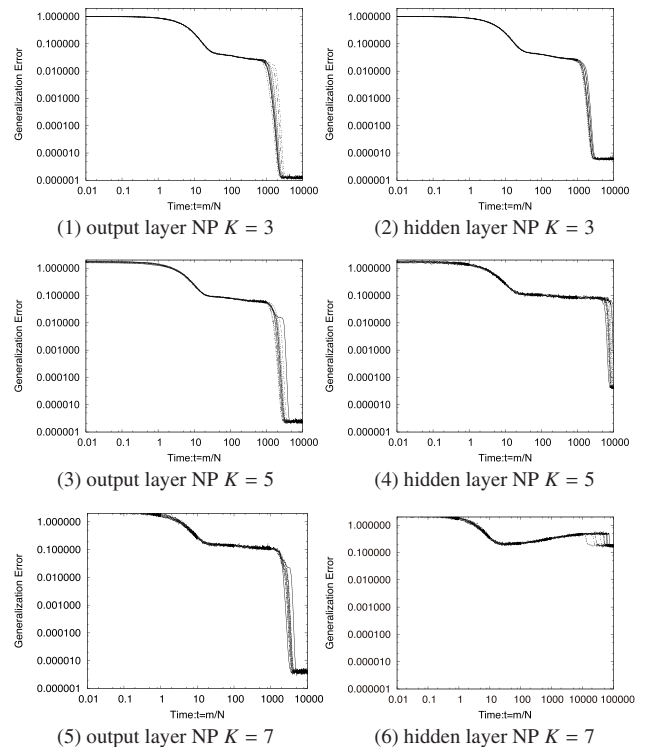 1.000000
0.100000
0.010000
0.001000
0.000100
0.000010
0.000001
Generalization Error
0.01 0.1 1 10 100 1000 10000
Time:t=m/N
(1) output layer NP K = 3
1.000000
0.100000
0.010000
0.001000
0.000100
0.000010
0.000001
Generalization Error
0.01 0.1 1 10 100 1000 10000
Time:t=m/N
(2) hidden layer NP K = 3
1.000000
0.100000
0.010000
0.001000
0.000100
0.000010
0.000001
Generalization Error
0.01 0.1 1 10 100 1000 10000
Time:t=m/N
(3) output layer NP K = 5
1.000000
0.100000
0.010000
0.001000
0.000100
0.000010
0.000001
Generalization Error
0.01 0.1 1 10 100 1000 10000
Time:t=m/N
(4) hidden layer NP K = 5
1.000000
0.100000
0.010000
0.001000
0.000100
0.000010
0.000001
Generalization Error
0.01 0.1 1 10 100 1000 10000
Time:t=m/N
(5) output layer NP K = 7
1.000000
0.100000
0.010000
0.001000
0.000100
0.000010
0.000001
Generalization Error
0.01 0.1 1 10 100 1000 10000 100000
Time:t=m/N
(6) hidden layer NP K = 7